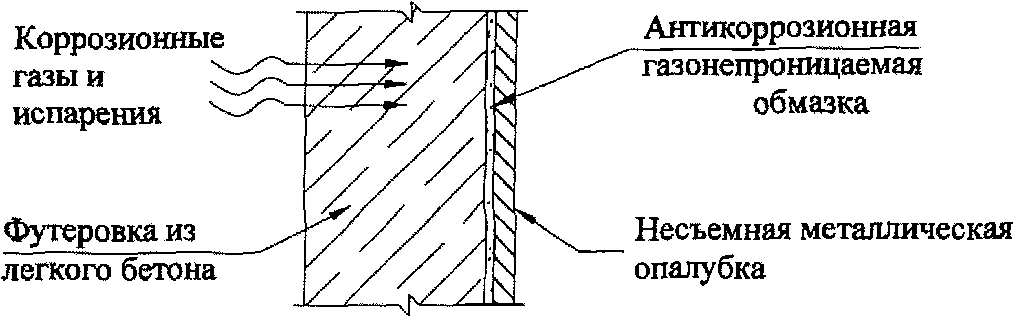 Коррозионные
газы и
испарения
Антикоррозионная
газонепроницаемая
обмазка
Футеровка из
легкого бетона
Несъемная металлическая
опалубка